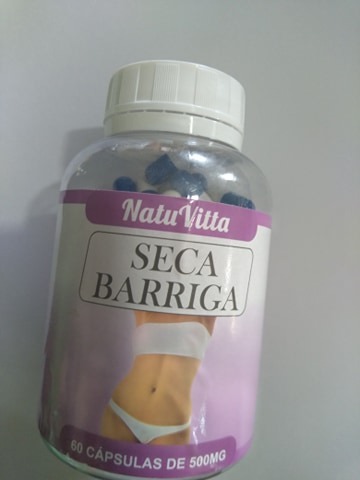 NatuVitta
SECA
BARRIGA
60 CÁPSULAS DE 500MG